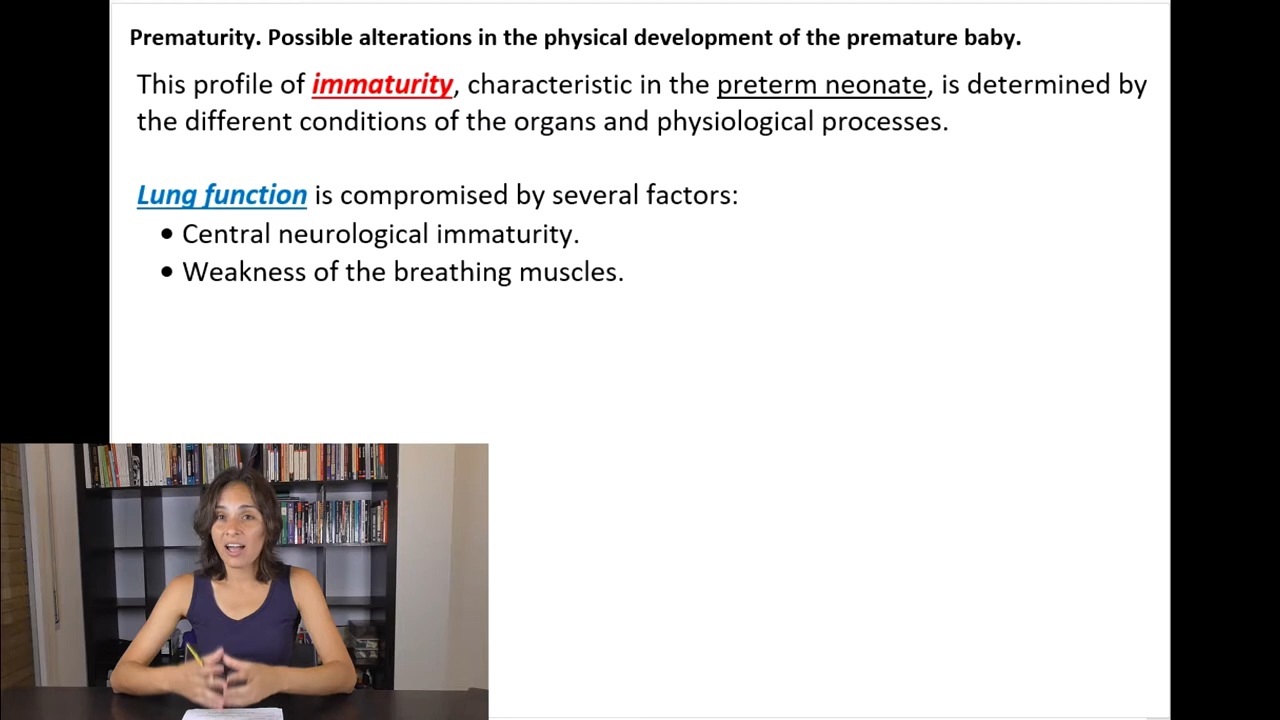 Prematurity. Possible alterations in the physical development of the premature baby.
This profile of immaturity, characteristic in the preterm neonate, is determined by
the different conditions of the organs and physiological processes.
Lung function is compromised by several factors:
• Central neurological immaturity.
• Weakness of the breathing muscles.